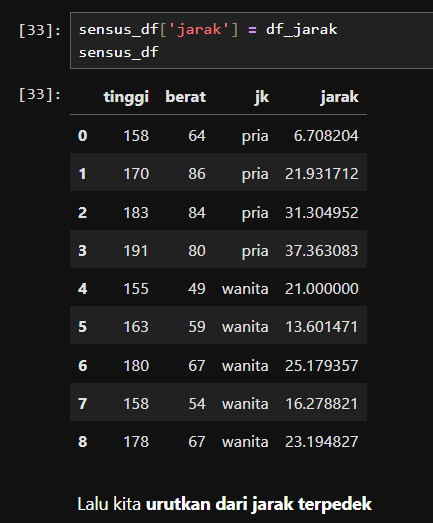 [33]: sensus_df['jarak'] = df_jarak
sensus_df
[33]: tinggi berat jk jarak
0 158 64 pria 6.708204
1 170 86 pria 21.931712
2 183 84 pria 31.304952
3 191 80 pria 37.363083
4 155 49 wanita 21.000000
5 163 59 wanita 13.601471
6 180 67 wanita 25.179357
7 158 54 wanita 16.278821
8 178 67 wanita 23.194827
Lalu kita urutkan dari jarak terpedek